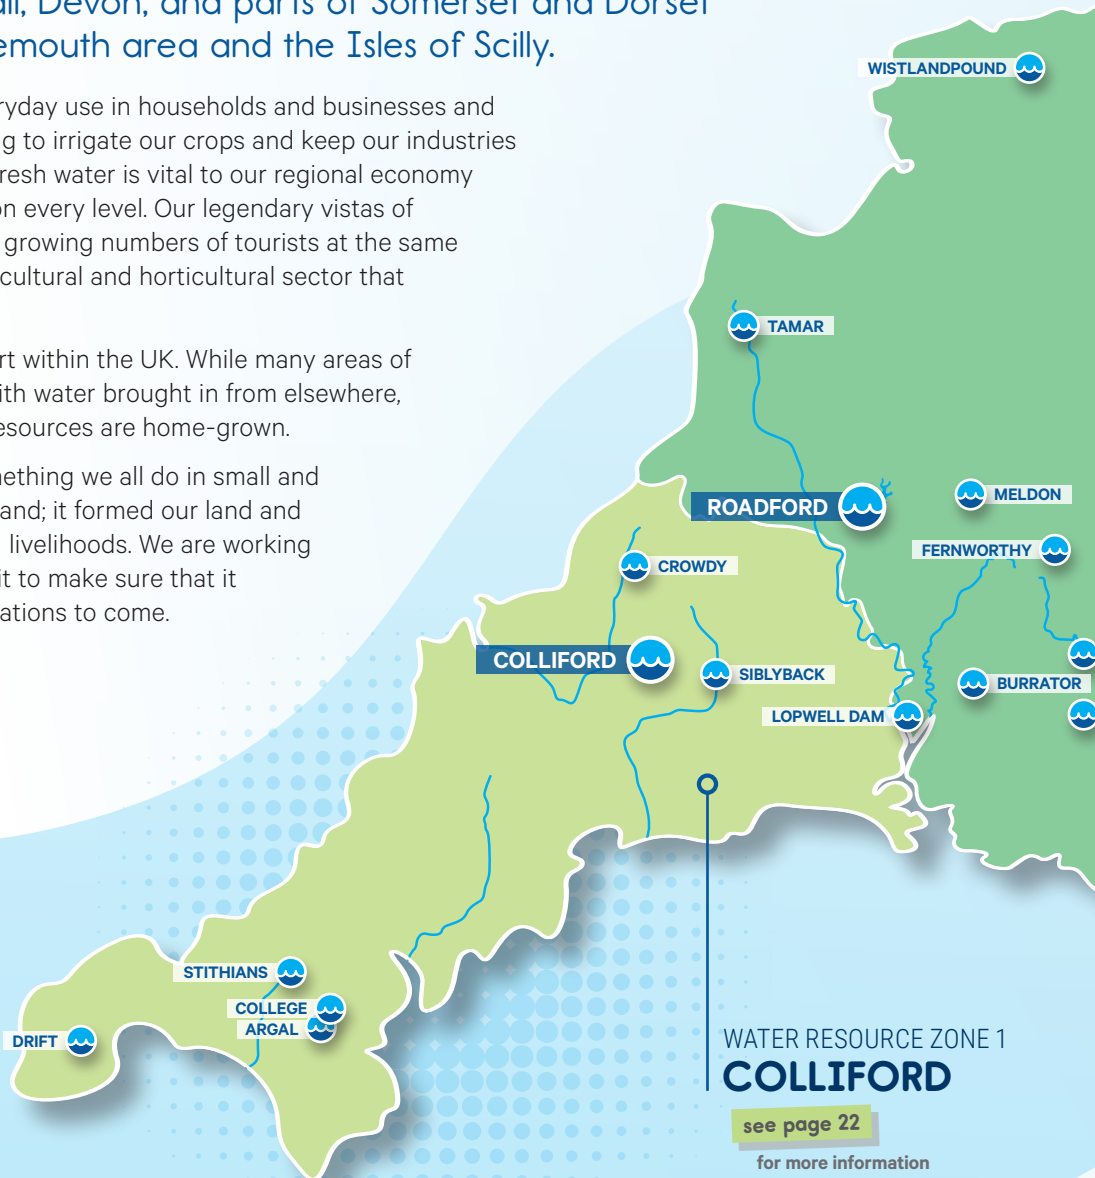 all, Devon, and parts of Somerset and Dorset
emouth area and the Isles of Scilly.
ryday use in households and businesses and
g to irrigate our crops and keep our industries
resh water is vital to our regional economy
on every level. Our legendary vistas of
growing numbers of tourists at the same
cultural and horticultural sector that
rt within the UK. While many areas of
ith water brought in from elsewhere,
esources are home-grown.
mething we all do in small and
and; it formed our land and
livelihoods. We are working
it to make sure that it
ations to come.
WISTLANDPOUND
TAMAR
ROADFORD
MELDON
FERNWORTHY
CROWDY
COLLIFORD
SIBLYBACK
BURRATOR
LOPWELL DAM
STITHIANS
COLLEGE
ARGAL
DRIFT
WATER RESOURCE ZONE 1
COLLIFORD
see page 22
for more information